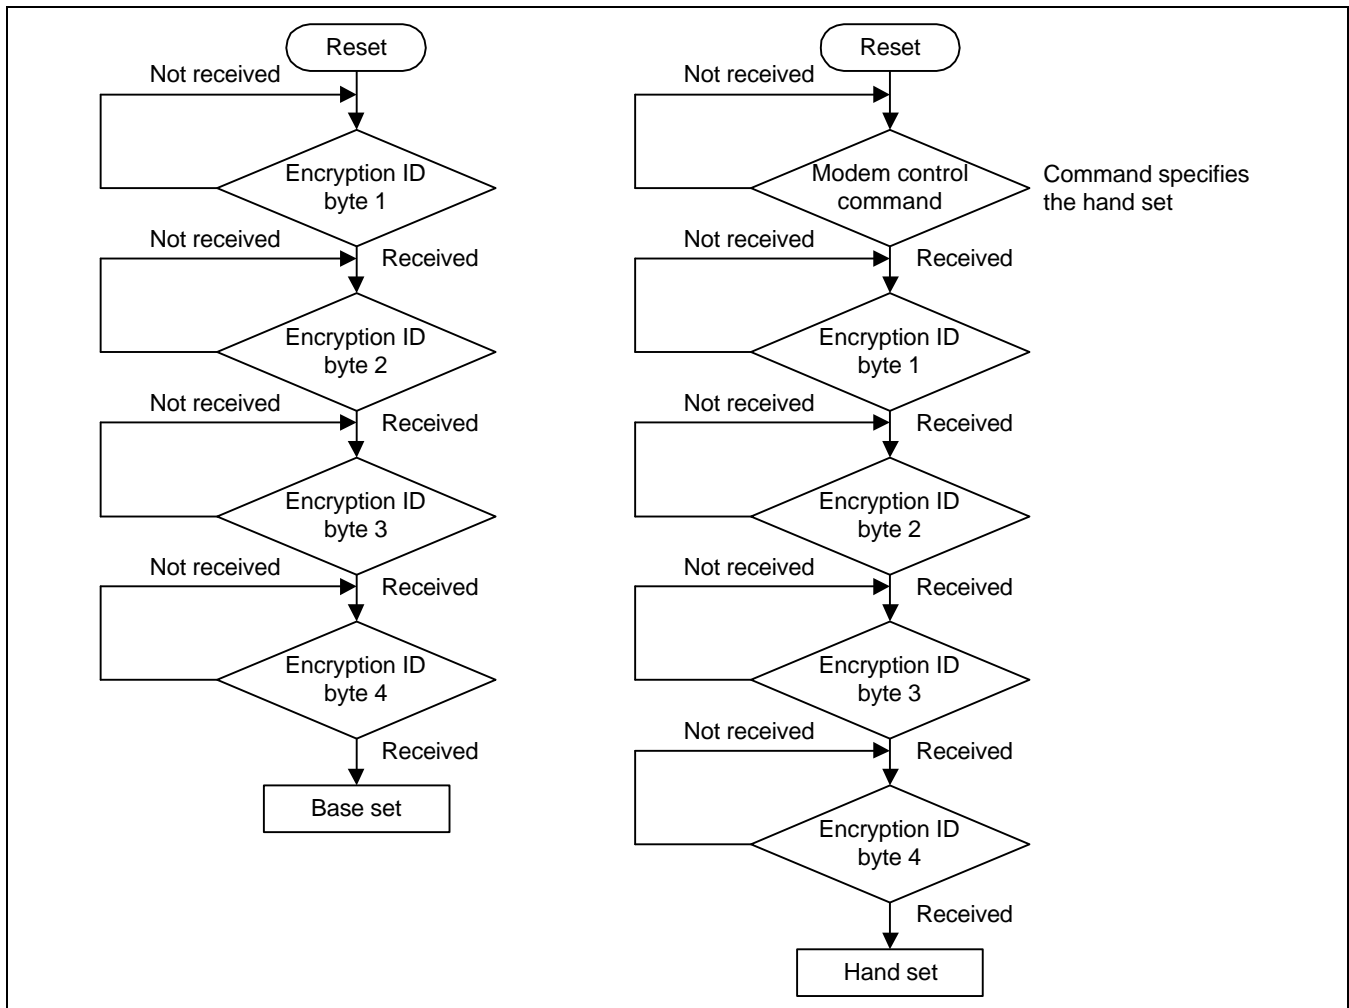 Reset
Not received
Encryption ID
byte 1
Not received
Received
Encryption ID
byte 2
Not received
Received
Encryption ID
byte 3
Not received
Received
Encryption ID
byte 4
Received
Base set
Reset
Not received
Modem control
command
Command specifies
the hand set
Not received
Received
Encryption ID
byte 1
Not received
Received
Encryption ID
byte 2
Not received
Received
Encryption ID
byte 3
Not received
Received
Encryption ID
byte 4
Received
Hand set